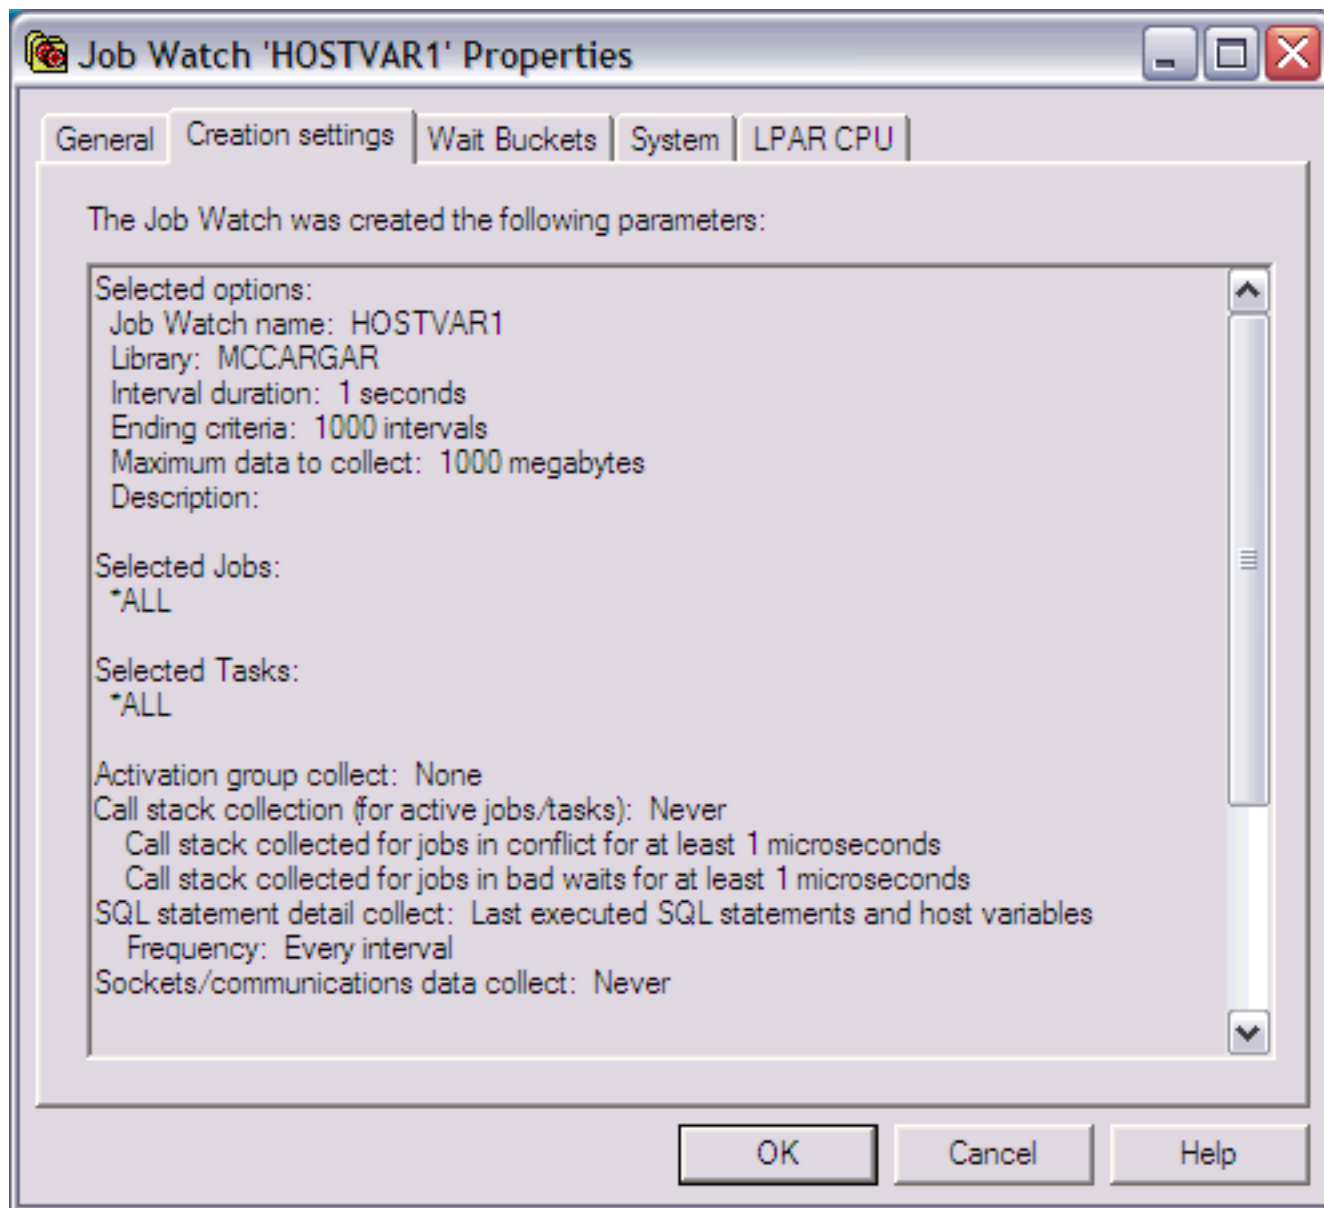 Job Watch 'HOSTVAR1' Properties
General Creation settings Wait Buckets System LPAR CPU
The Job Watch was created the following parameters:
Selected options:
Job Watch name: HOSTVAR1
Library: MCCARGAR
Interval duration: 1 seconds
Ending criteria: 1000 intervals
Maximum data to collect: 1000 megabytes
Description:
Selected Jobs:
*ALL
Selected Tasks:
*ALL
Activation group collect: None
Call stack collection (for active jobs/tasks): Never
Call stack collected for jobs in conflict for at least 1 microseconds
Call stack collected for jobs in bad waits for at least 1 microseconds
SQL statement detail collect: Last executed SQL statements and host variables
Frequency: Every interval
Sockets/communications data collect: Never
OK Cancel Help